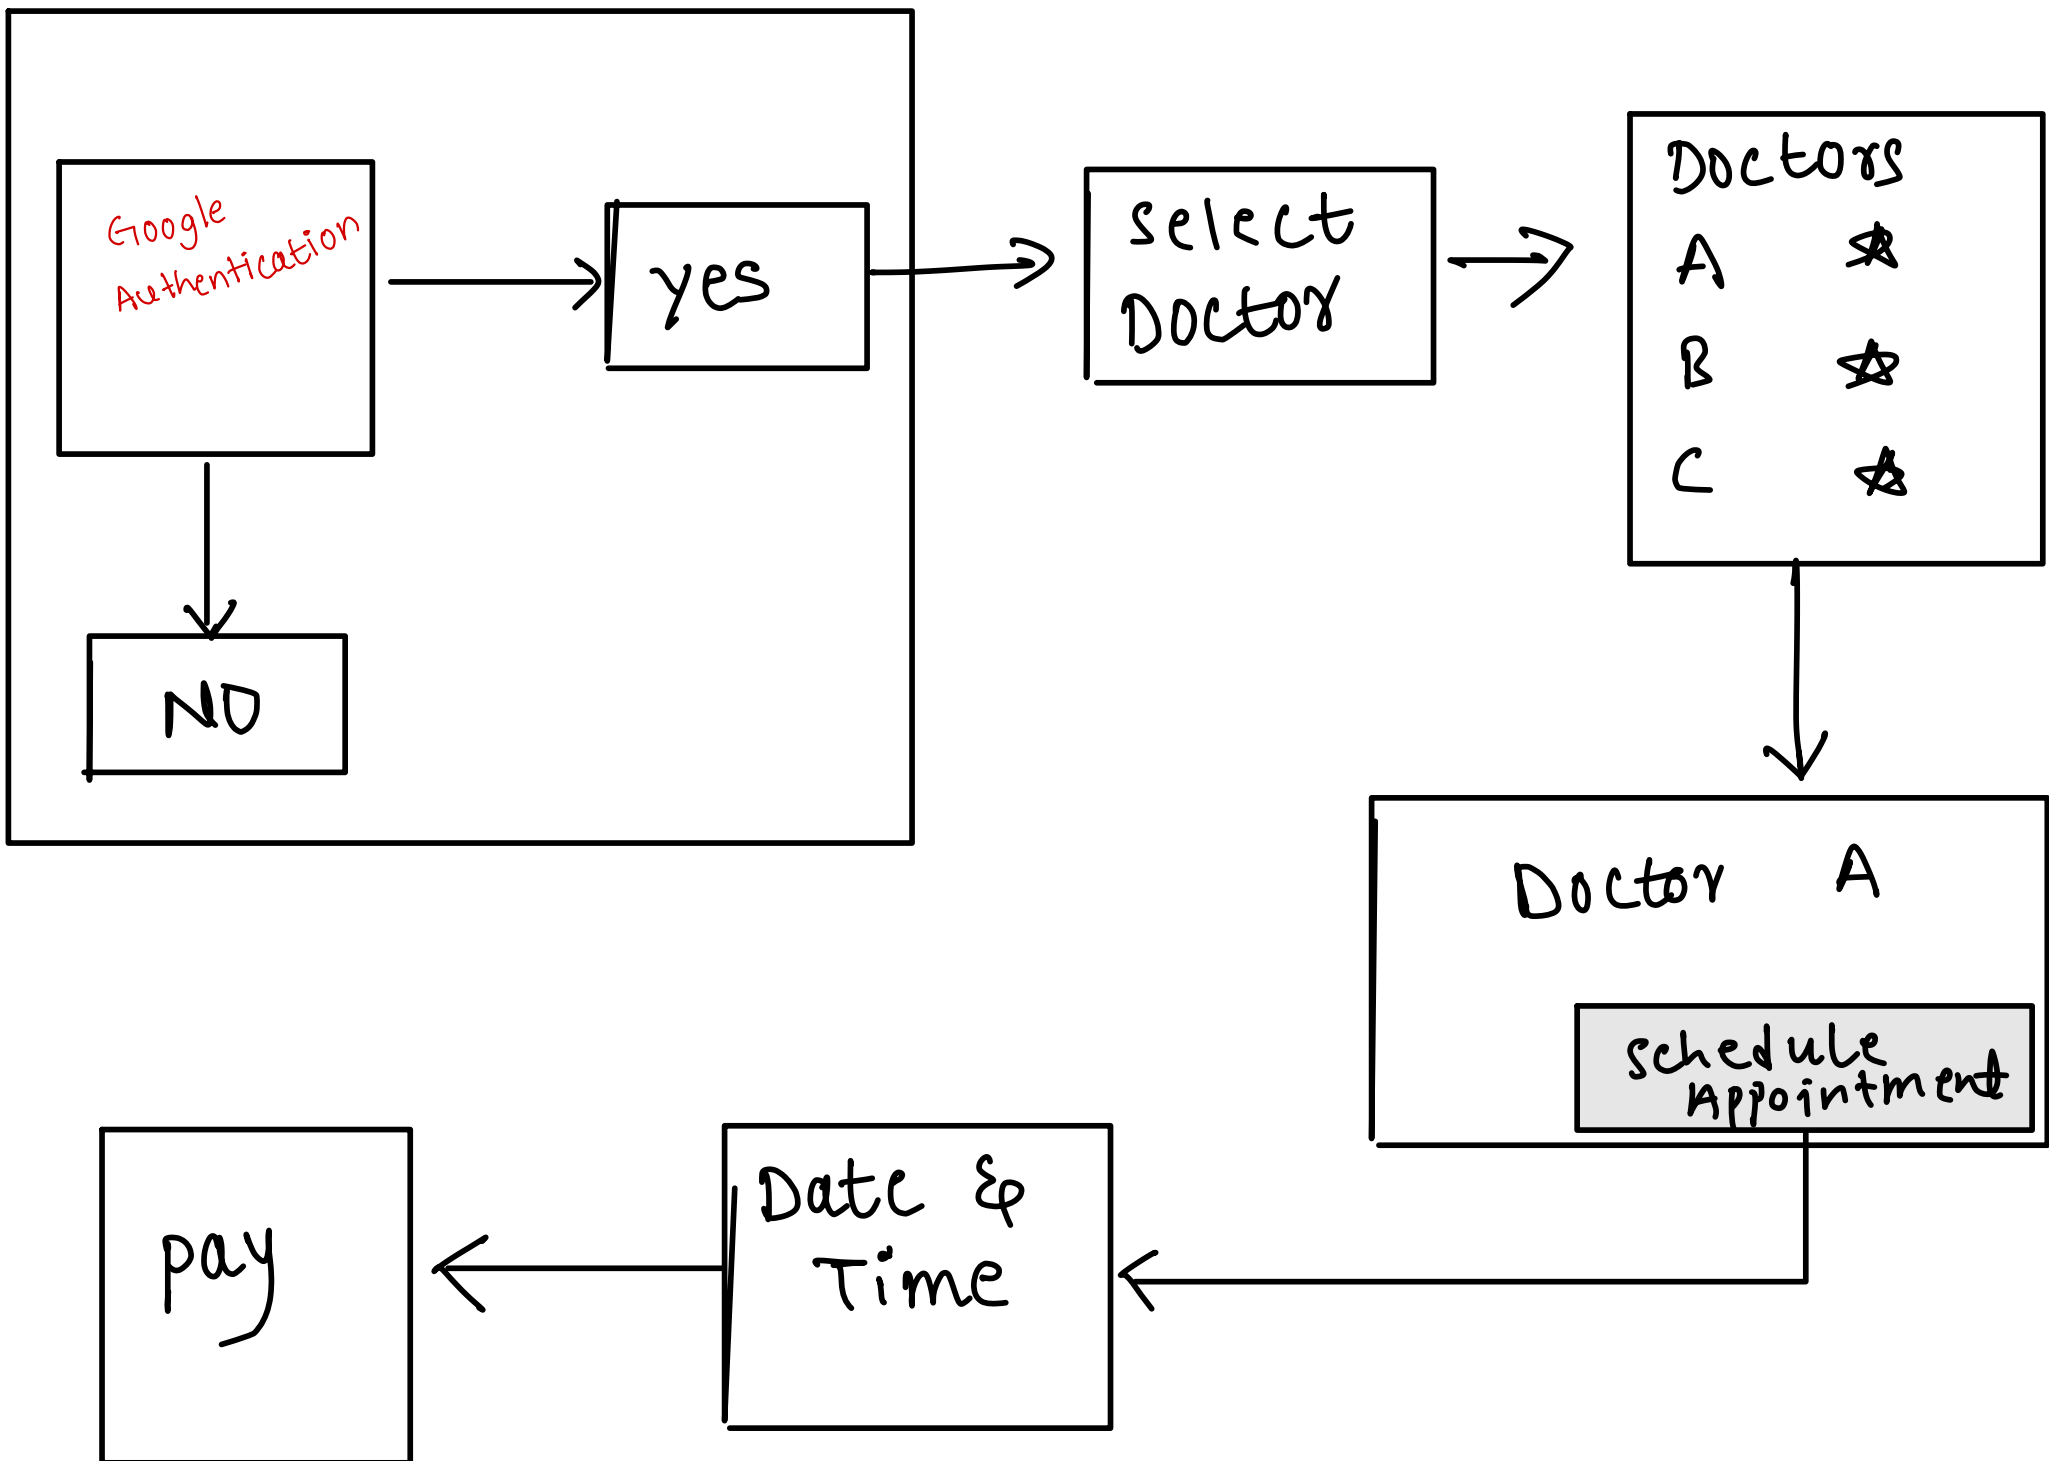 Google
Authentication
yes
NO
select
Doctor
Doctors
A
B
C
Doctor A
schedule
Appointment
Date &
Time
pay